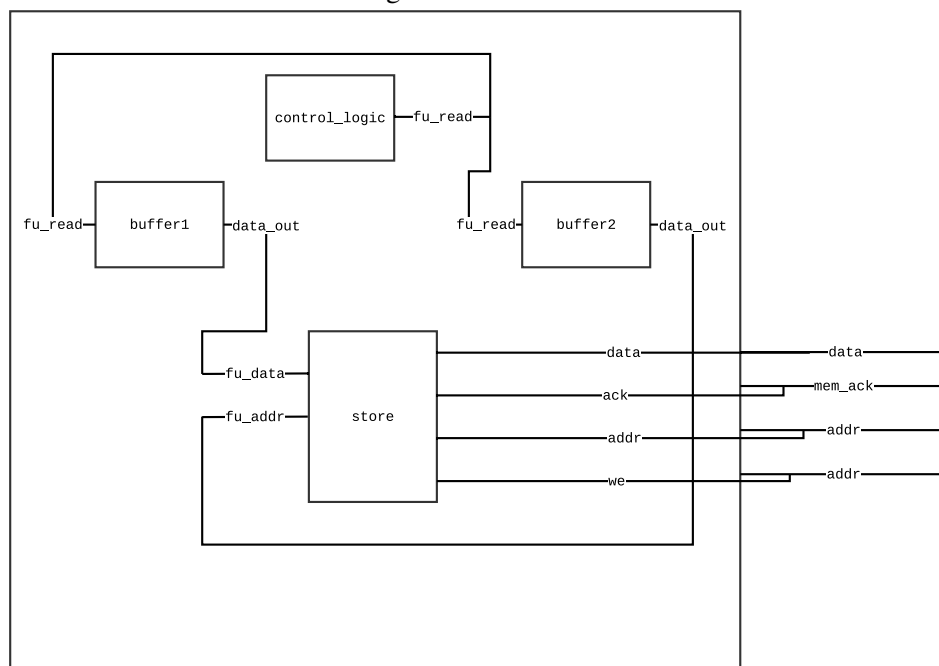 control_logic
fu_read
fu_read
buffer1
data_out
fu_read
buffer2
data_out
data
data
fu_data
mem_ack
ack
fu_addr
store
addr
addr
we
addr